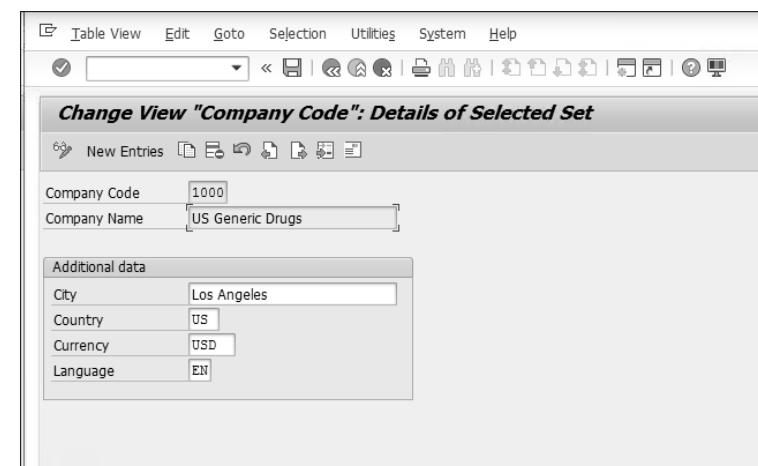 Table View Edit Goto Selection Utilities System Help
Change View "Company Code": Details of Selected Set
New Entries
Company Code 1000
Company Name US Generic Drugs
Additional data
City Los Angeles
Country US
Currency USD
Language EN